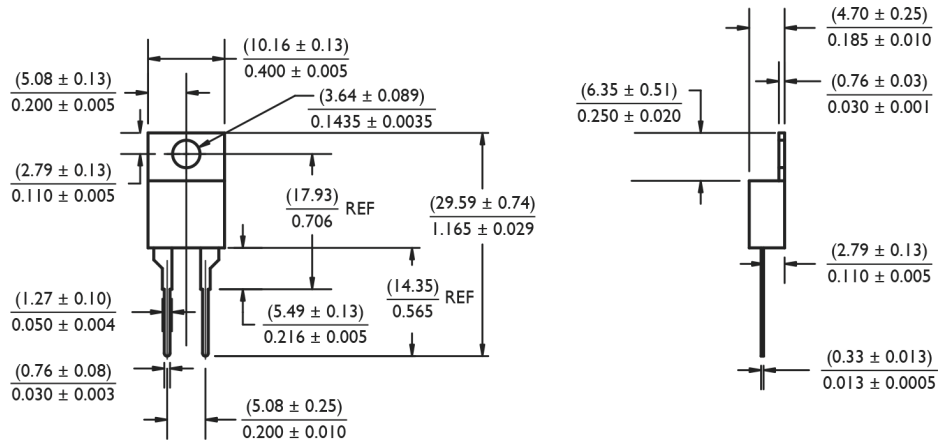 (10.16 ± 0.13)
0.400 ± 0.005
(5.08 ± 0.13)
0.200 ± 0.005
(3.64 ± 0.089)
0.1435 ± 0.0035
(2.79 ± 0.13)
0.110 ± 0.005
(17.93)
0.706
REF
(29.59 ± 0.74)
1.165 ± 0.029
(14.35)
0.565
REF
(1.27 ± 0.10)
0.050 ± 0.004
(5.49 ± 0.13)
0.216 ± 0.005
(0.76 ± 0.08)
0.030 ± 0.003
(5.08 ± 0.25)
0.200 ± 0.010
(4.70 ± 0.25)
0.185 ± 0.010
(6.35 ± 0.51)
0.250 ± 0.020
(0.76 ± 0.03)
0.030 ± 0.001
(2.79 ± 0.13)
0.110 ± 0.005
(0.33 ± 0.013)
0.013 ± 0.0005